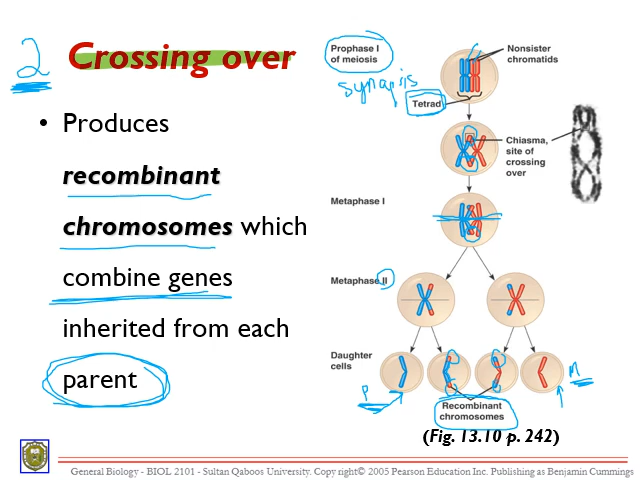 2 Crossing over
• Produces
recombinant
chromosomes which
combine genes
inherited from each
parent
Prophase I
of meiosis
synapsis
Nonsister
chromatids
Tetrad
Chiasma,
site of
crossing
over
Metaphase I
Metaphase II
Daughter
cells
P
n
Recombinant
chromosomes
(Fig. 13.10 p. 242)
General Biology - BIOL 2101 - Sultan Qaboos University. Copy right© 2005 Pearson Education Inc. Publishing as Benjamin Cummings